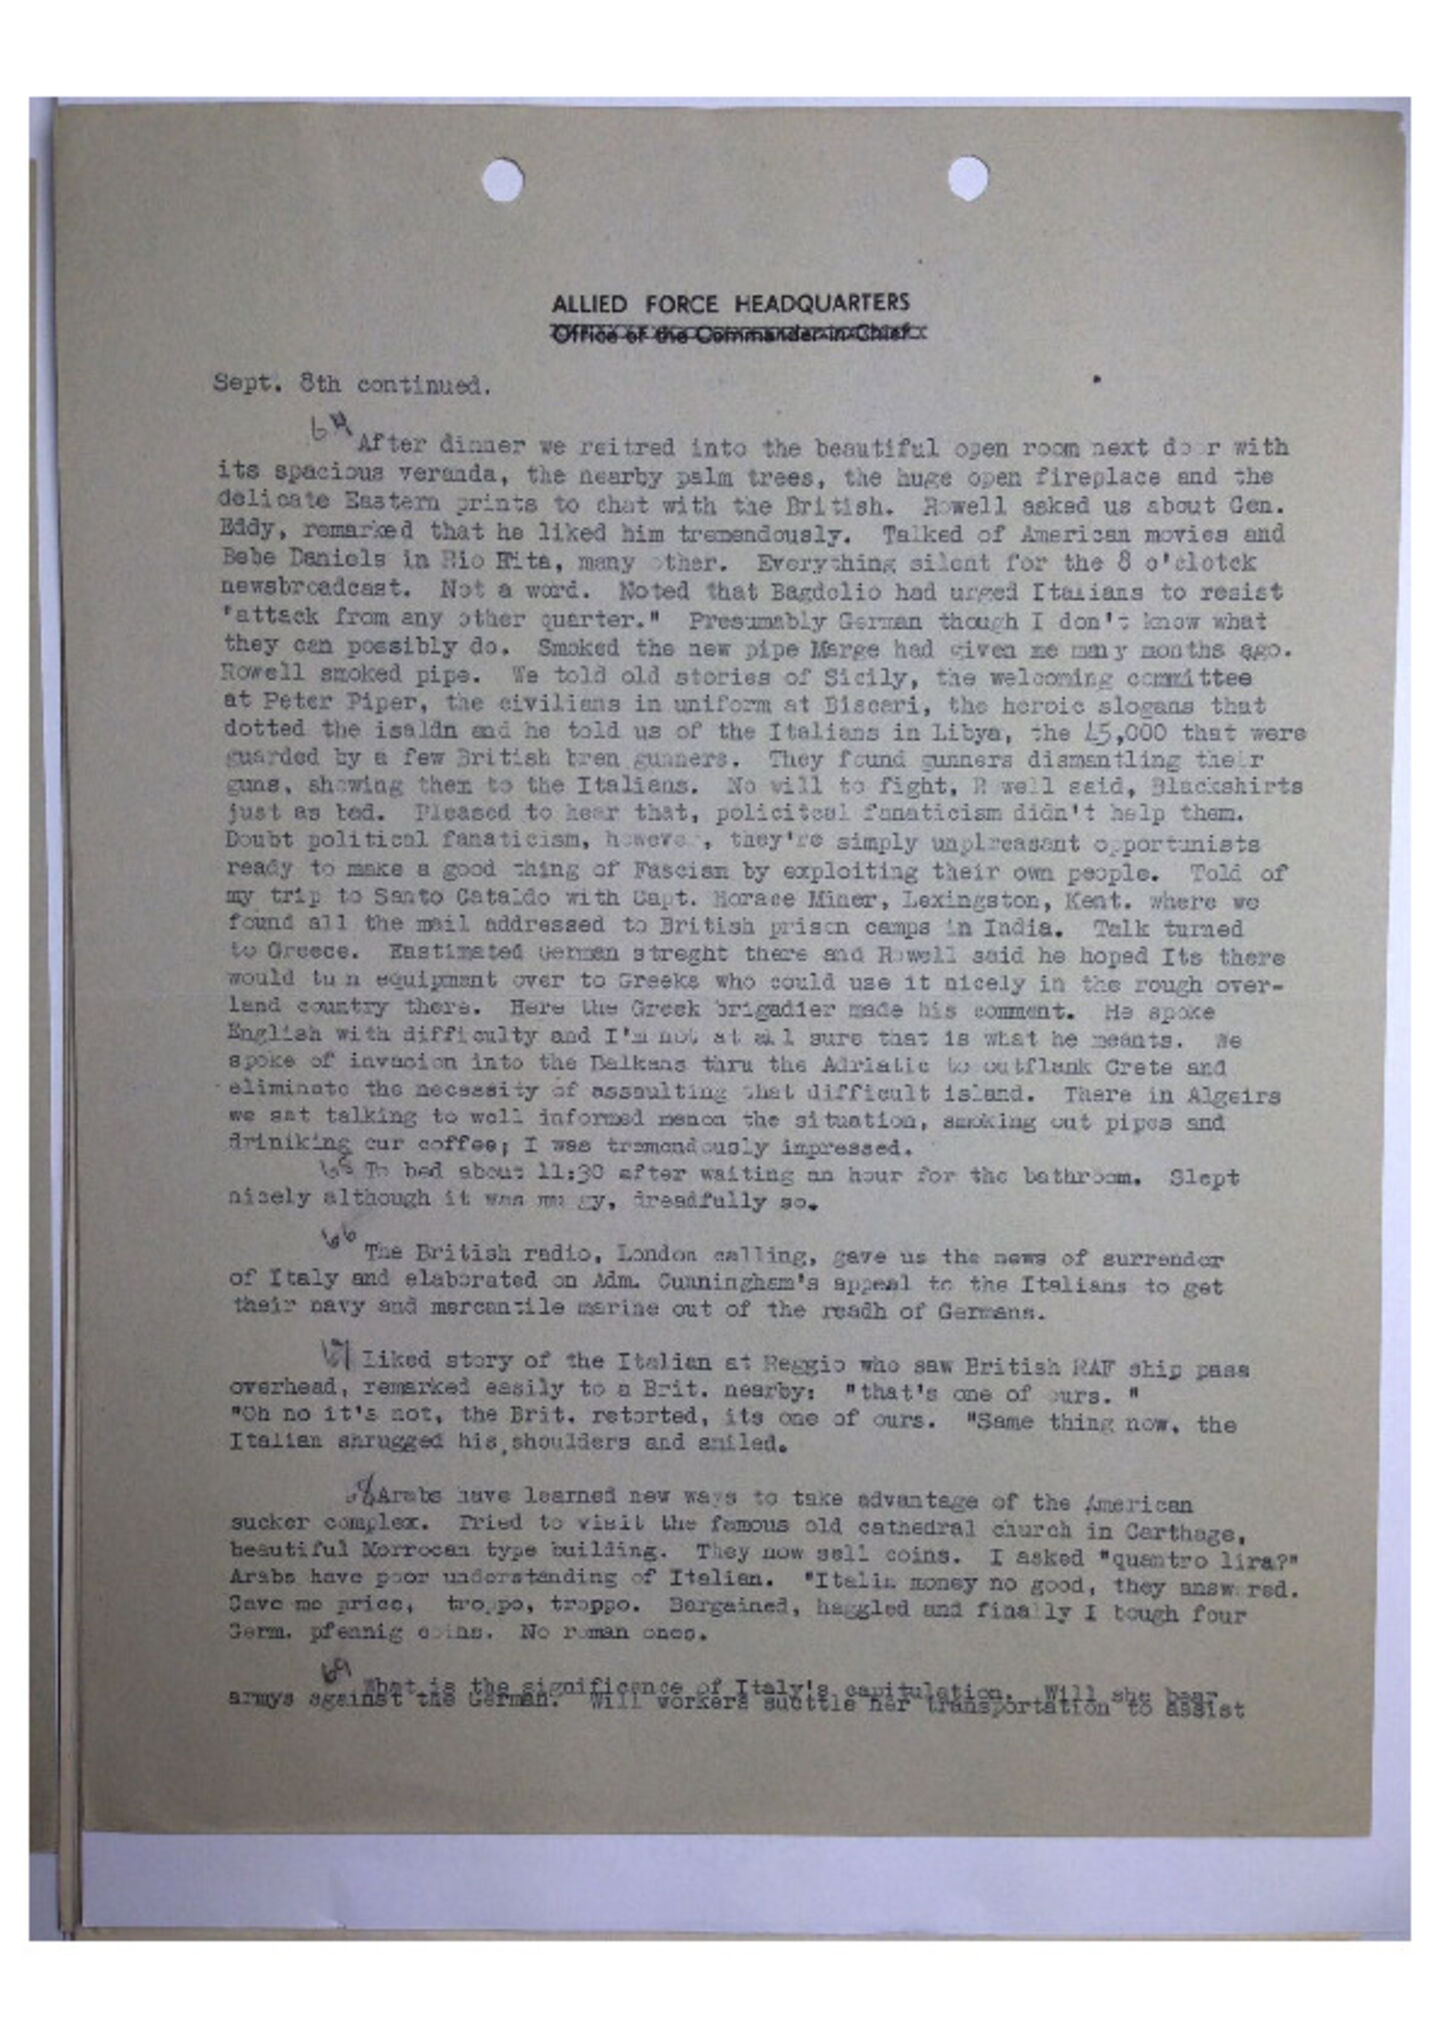 ALLIED FORCE HEADQUARTERS
Office of the Commander-in-Chief
Sept. 8th continued.
64
After dinner we reitred into the beautiful open room next door with
its spacious veranda, the nearby palm trees, the huge open fireplace and the
delicate Eastern prints to chat with the British. Rowell asked us about Gen.
Eddy, remarked that he liked him tremendously. Talked of American movies and
Bebe Daniels in Rio Rita, many other. Everything silent for the 8 o'clotck
newsbroadcast. Not a word. Noted that Bagdolio had urged Italians to resist
"attack from any other quarter." Presumably German though I don't know what
they can possibly do. Smoked the new pipe Marge had given me many months ago.
Rowell smoked pipe. We told old stories of Sicily, the welcoming committee
at Peter Piper, the civilians in uniform at Biscari, the heroic slogans that
dotted the isaldn and he told us of the Italians in Libya, the 45,000 that were
guarded by a few British bren gunners. They found gunners dismantling their
guns, showing them to the Italians. No will to fight, Rowell said, Blackshirts
just as bad. Pleased to hear that, policitcal fanaticism didn't help them.
Doubt political fanaticism, however, they're simply unplreasant opportunists
ready to make a good thing of Fascism by exploiting their own people. Told of
my trip to Santo Cataldo with Capt. Horace Miner, Lexingston, Kent. where we
found all the mail addressed to British prison camps in India. Talk turned
to Greece. Eastimated German streght there and Rowell said he hoped Its there
would turn equipment over to Greeks who could use it nicely in the rough over-
land country there. Here the Greek brigadier made his comment. He spoke
English with difficulty and I'm not at all sure that is what he meants. We
spoke of invasion into the Balkans thru the Adriatic to outflank Crete and
eliminate the necessity of assaulting that difficult island. There in Algeirs
we sat talking to well informed menon the situation, smoking out pipes and
driniking our coffee; I was tremendously impressed.
65
To bed about 11:30 after waiting an hour for the bathroom. Slept
nicely although it was muggy, dreadfully so.
66
The British radio, London calling, gave us the news of surrender
of Italy and elaborated on Adm. Cunningham's appeal to the Italians to get
their navy and mercantile marine out of the readh of Germans.
67
Liked story of the Italian at Reggio who saw British RAF ship pass
overhead, remarked easily to a Brit. nearby: "that's one of ours. "
"Oh no it's not, the Brit. retorted, its one of ours. "Same thing now, the
Italian shrugged his shoulders and smiled.
68
Arabs have learned new ways to take advantage of the American
sucker complex. Tried to visit the famous old cathedral church in Carthage,
beautiful Morrocan type building. They now sell coins. I asked "quantro lira?"
Arabs have poor understanding of Italian. "Italin money no good, they answered.
Gave me price, troppo, troppo. Bargained, haggled and finally I bough four
Germ. pfennig coins. No roman ones.
69
What is the significance of Italy's capitulation. Will she bear
armys against the German. Will workers suttle her transportation to assist